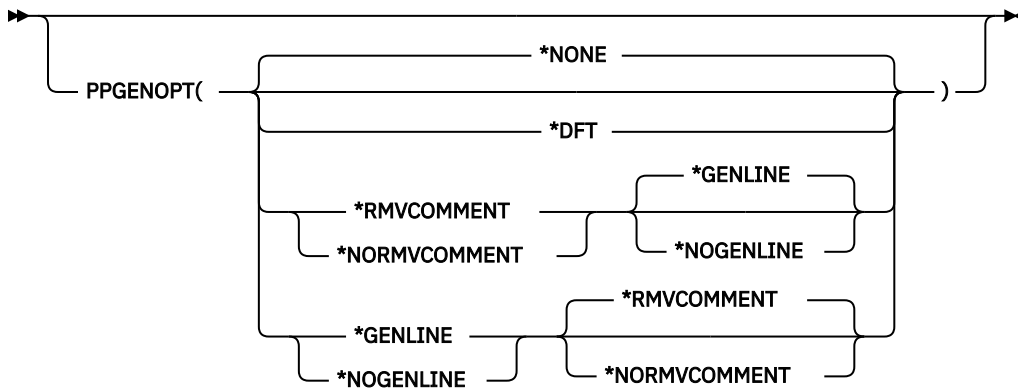 *NONE
PPGENOPT( )
*DFT
*GENLINE
*RMVCOMMENT
*NORMVCOMMENT
*NOGENLINE
*RMVCOMMENT
*GENLINE
*NOGENLINE
*NORMVCOMMENT